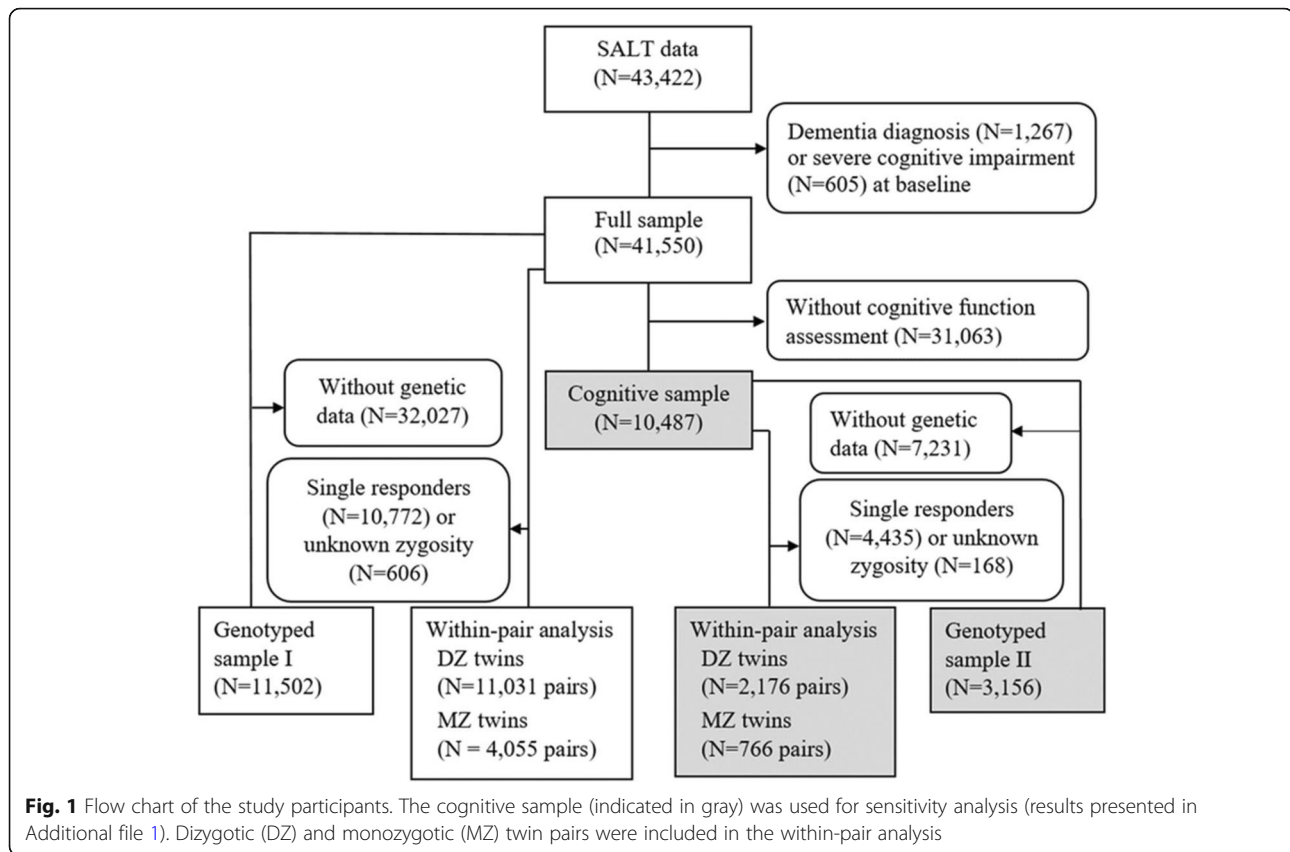 SALT data
(N=43,422)
Dementia diagnosis (N=1,267)
or severe cognitive impairment
(N=605) at baseline
Full sample
(N=41,550)
Without cognitive function
assessment (N=31,063)
Without genetic
data (N=32,027)
Cognitive sample
(N=10,487)
Without genetic
data (N=7,231)
Single responders
(N=10,772) or
unknown zygosity
(N=606)
Single responders
(N=4,435) or unknown
zygosity (N=168)
Genotyped
sample I
(N=11,502)
Within-pair analysis
DZ twins
(N=11,031 pairs)
MZ twins
(N = 4,055 pairs)
Within-pair analysis
DZ twins
(N=2,176 pairs)
MZ twins
(N=766 pairs)
Genotyped
sample II
(N=3,156)
Fig. 1 Flow chart of the study participants. The cognitive sample (indicated in gray) was used for sensitivity analysis (results presented in
Additional file 1). Dizygotic (DZ) and monozygotic (MZ) twin pairs were included in the within-pair analysis